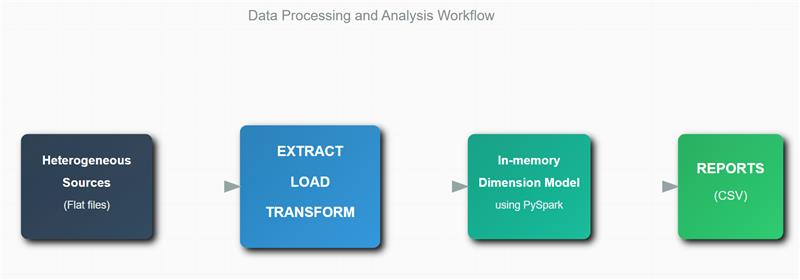 Data Processing and Analysis Workflow
Heterogeneous
Sources
(Flat files)
EXTRACT
LOAD
TRANSFORM
In-memory
Dimension Model
using PySpark
REPORTS
(CSV)